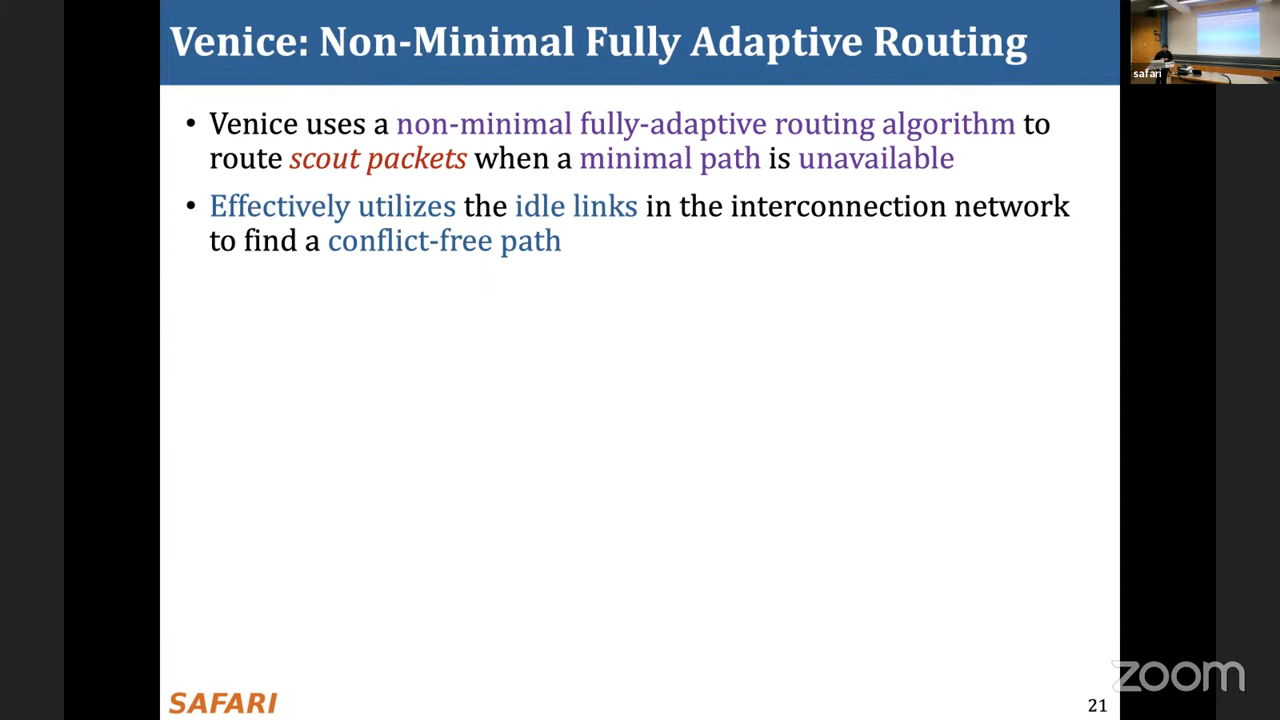 Venice: Non-Minimal Fully Adaptive Routing
safari
• Venice uses a non-minimal fully-adaptive routing algorithm to
route scout packets when a minimal path is unavailable
• Effectively utilizes the idle links in the interconnection network
to find a conflict-free path
zoom
SAFARI
21